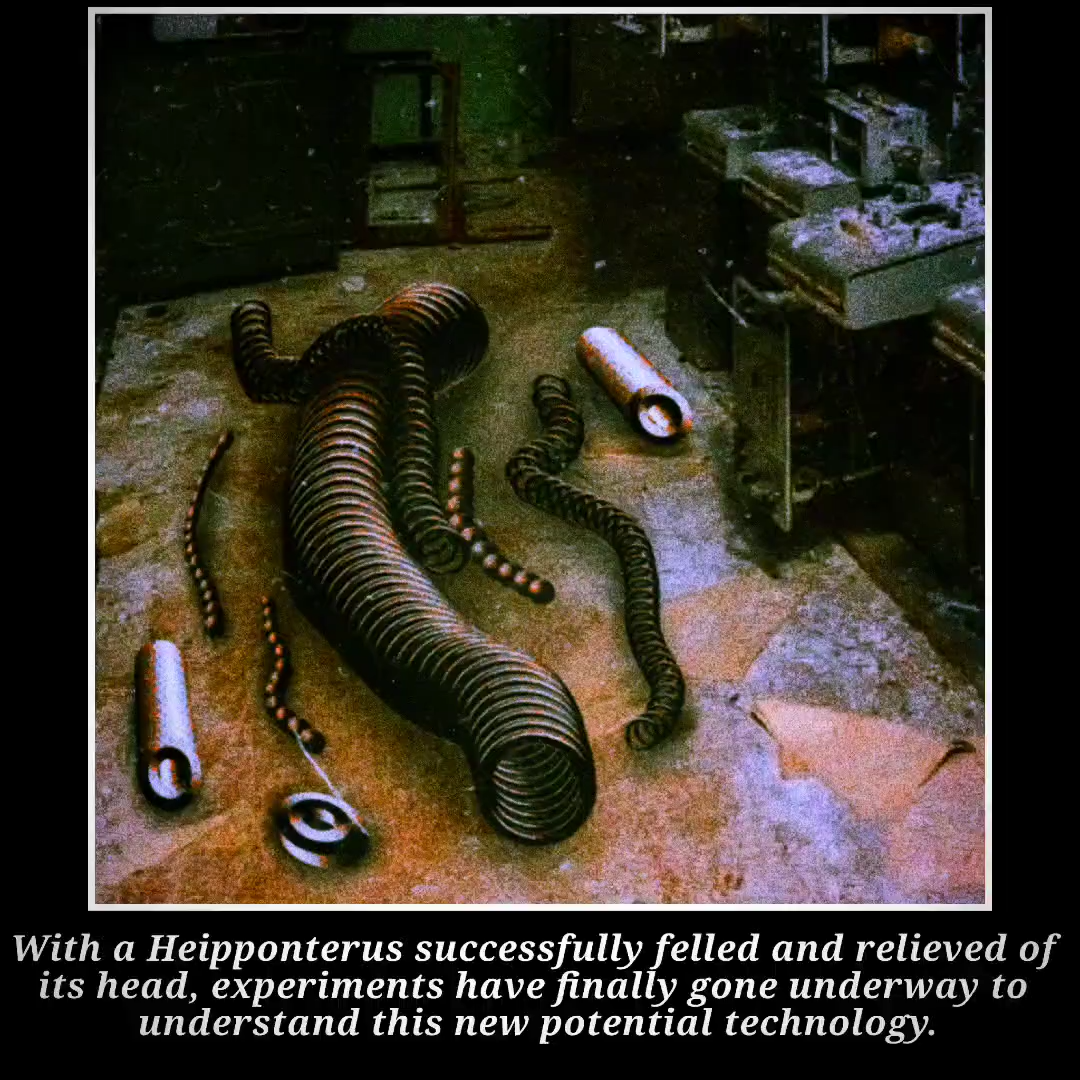 With a Heipponterus successfully felled and relieved of
its head, experiments have finally gone underway to
understand this new potential technology.